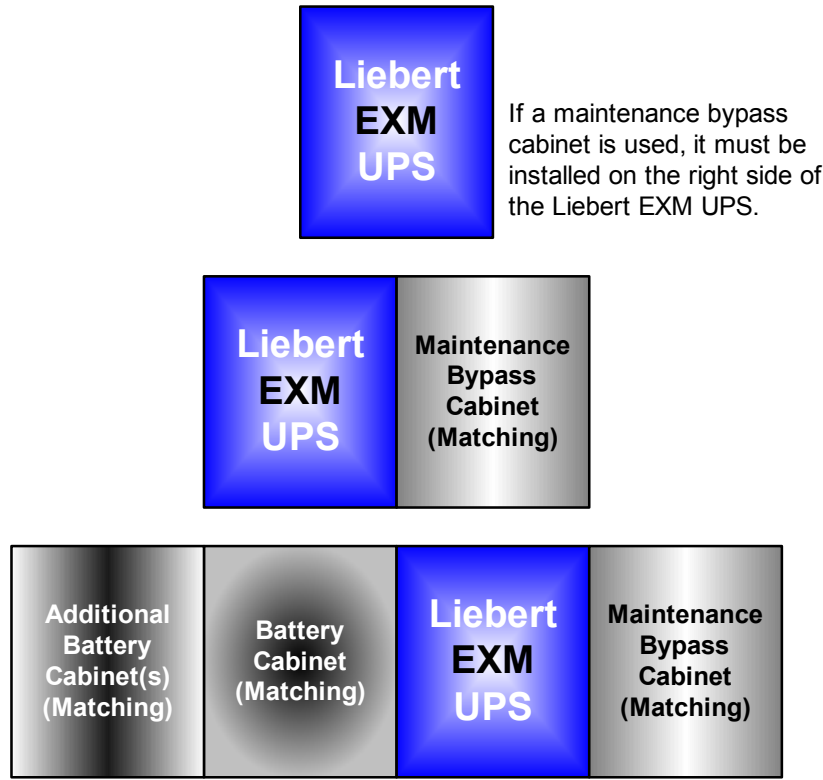 Liebert
EXM
UPS
If a maintenance bypass
cabinet is used, it must be
installed on the right side of
the Liebert EXM UPS.
Liebert
EXM
UPS
Maintenance
Bypass
Cabinet
(Matching)
Additional
Battery
Cabinet(s)
(Matching)
Battery
Cabinet
(Matching)
Liebert
EXM
UPS
Maintenance
Bypass
Cabinet
(Matching)